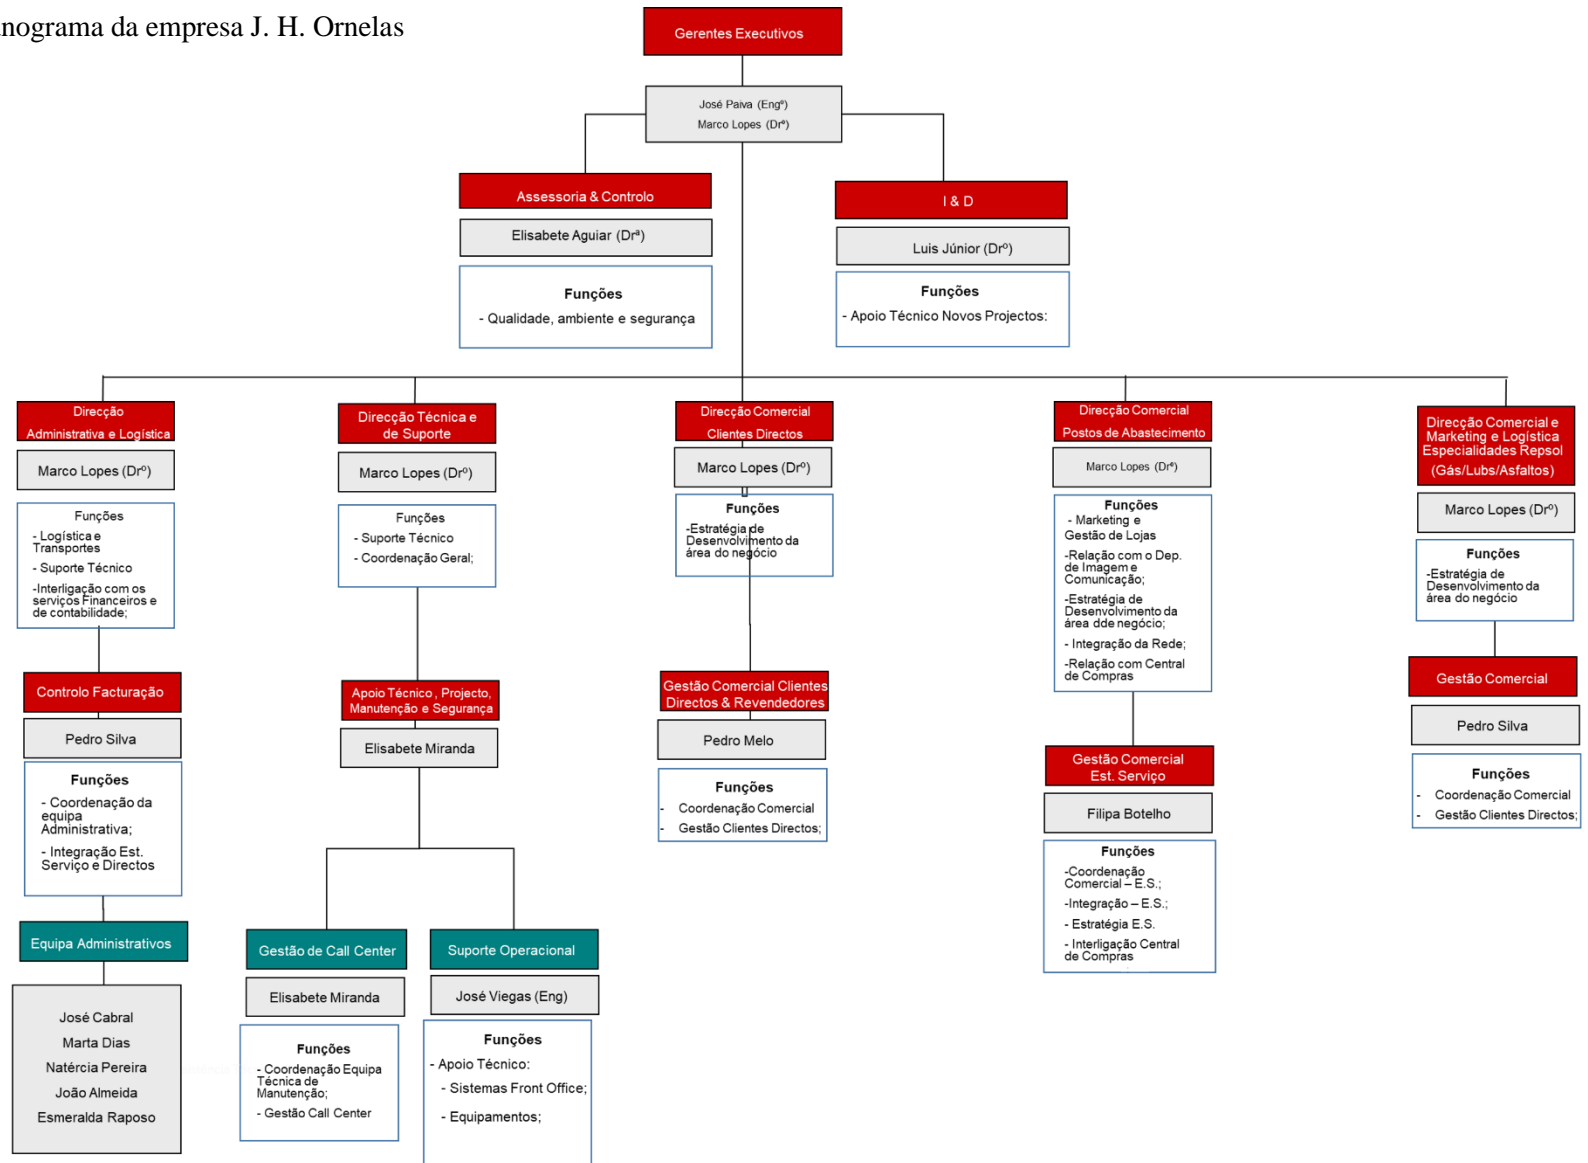 nograma da empresa J. H. Ornelas
Gerentes Executivos
José Paiva (Engº)
Marco Lopes (Drº)
Assessoria & Controlo
Elisabete Aguiar (Drª)
Funções
- Qualidade, ambiente e segurança
I & D
Luis Júnior (Drº)
Funções
- Apoio Técnico Novos Projectos:
Direcção
Administrativa e Logística
Marco Lopes (Drº)
Funções
- Logística e
Transportes
- Suporte Técnico
-Interligação com os
serviços Financeiros e
de contabilidade;
Controlo Facturação
Pedro Silva
Funções
- Coordenação da
equipa
Administrativa;
- Integração Est.
Serviço e Directos
Equipa Administrativos
José Cabral
Marta Dias
Natércia Pereira
João Almeida
Esmeralda Raposo
Direcção Técnica e
de Suporte
Marco Lopes (Drº)
Funções
- Suporte Técnico
- Coordenação Geral;
Apoio Técnico , Projecto,
Manutenção e Segurança
Elisabete Miranda
Gestão de Call Center
Elisabete Miranda
Funções
- Coordenação Equipa
Técnica de
Manutenção;
- Gestão Call Center
Suporte Operacional
José Viegas (Eng)
Funções
- Apoio Técnico:
- Sistemas Front Office;
- Equipamentos;
Direcção Comercial
Clientes Directos
Marco Lopes (Drº)
Funções
-Estratégia de
Desenvolvimento da
área do negócio
Gestão Comercial Clientes
Directos & Revendedores
Pedro Melo
Funções
- Coordenação Comercial
- Gestão Clientes Directos;
Direcção Comercial
Postos de Abastecimento
Marco Lopes (Drº)
Funções
- Marketing e
Gestão de Lojas
-Relação com o Dep.
de Imagem e
Comunicação;
-Estratégia de
Desenvolvimento da
área dde negócio;
- Integração da Rede;
-Relação com Central
de Compras
Gestão Comercial
Est. Serviço
Filipa Botelho
Funções
-Coordenação
Comercial – E.S.;
-Integração – E.S.;
- Estratégia E.S.
- Interligação Central
de Compras
Direcção Comercial e
Marketing e Logística
Especialidades Repsol
(Gás/Lubs/Asfaltos)
Marco Lopes (Drº)
Funções
-Estratégia de
Desenvolvimento da
área do negócio
Gestão Comercial
Pedro Silva
Funções
- Coordenação Comercial
- Gestão Clientes Directos;